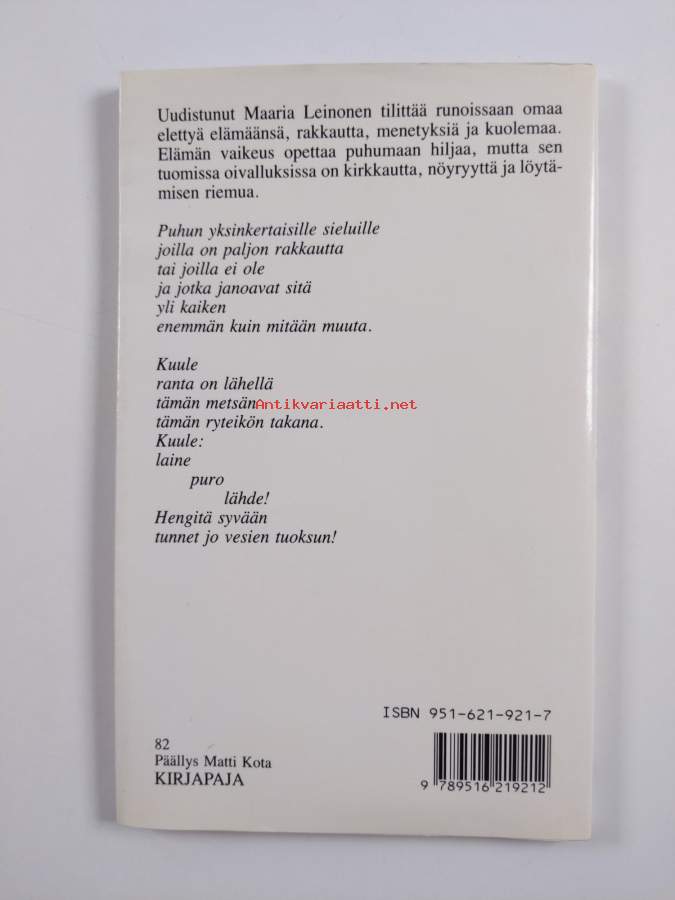 Uudistunut Maaria Leinonen tilittää runoissaan omaa
elettyä elämäänsä, rakkautta, menetyksiä ja kuolemaa.
Elämän vaikeus opettaa puhumaan hiljaa, mutta sen
tuomissa oivalluksissa on kirkkautta, nöyryyttä ja löytä-
misen riemua.
Puhun yksinkertaisille sieluille
joilla on paljon rakkautta
tai joilla ei ole
ja jotka janoavat sitä
yli kaiken
enemmän kuin mitään muuta.
Kuule
ranta on lähellä
tämän metsän
Antikvariaatti.net
tämän ryteikön takana.
Kuule:
laine
puro
lähde!
Hengitä syvään
tunnet jo vesien tuoksun!
ISBN 951-621-921-7
82
Päällys Matti Kota
KIRJAPAJA
9 789516 219212